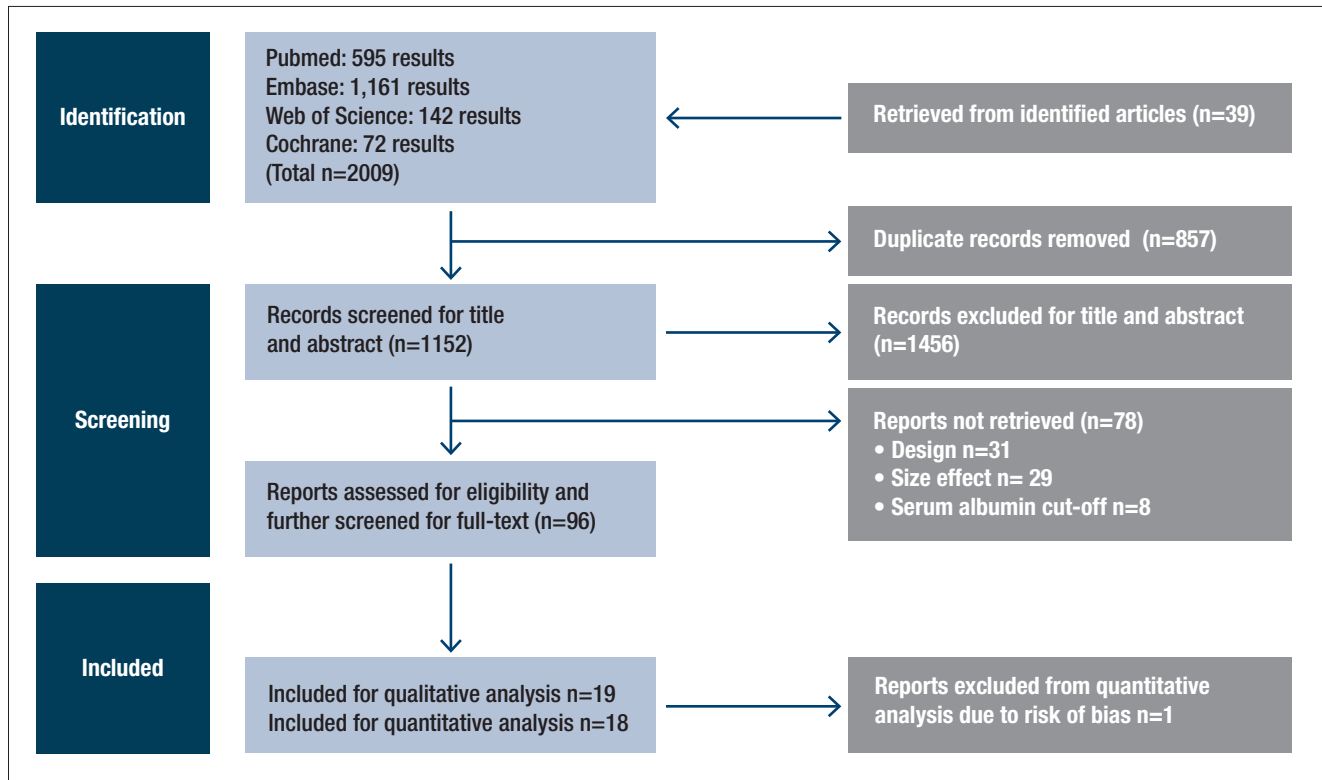 Identification
Pubmed: 595 results
Embase: 1,161 results
Web of Science: 142 results
Cochrane: 72 results
(Total n=2009)
Retrieved from identified articles (n=39)
Duplicate records removed (n=857)
Screening
Records screened for title
and abstract (n=1152)
Records excluded for title and abstract
(n=1456)
Reports not retrieved (n=78)
• Design n=31
• Size effect n= 29
• Serum albumin cut-off n=8
Reports assessed for eligibility and
further screened for full-text (n=96)
Included
Included for qualitative analysis n=19
Included for quantitative analysis n=18
Reports excluded from quantitative
analysis due to risk of bias n=1